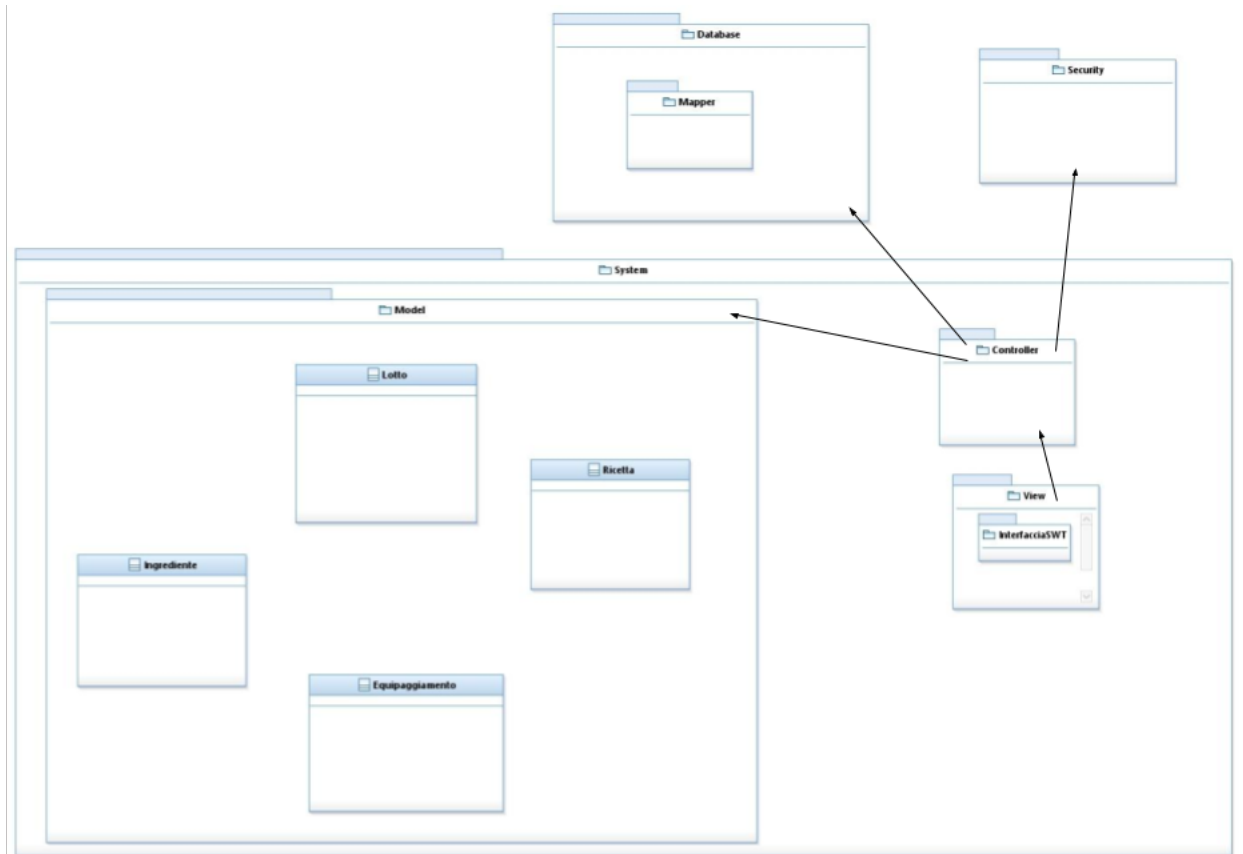 Database
Security
Mapper
System
Model
Controller
Lotto
Ricetta
View
InterfacciaSWT
Ingrediente
Equipaggiamento